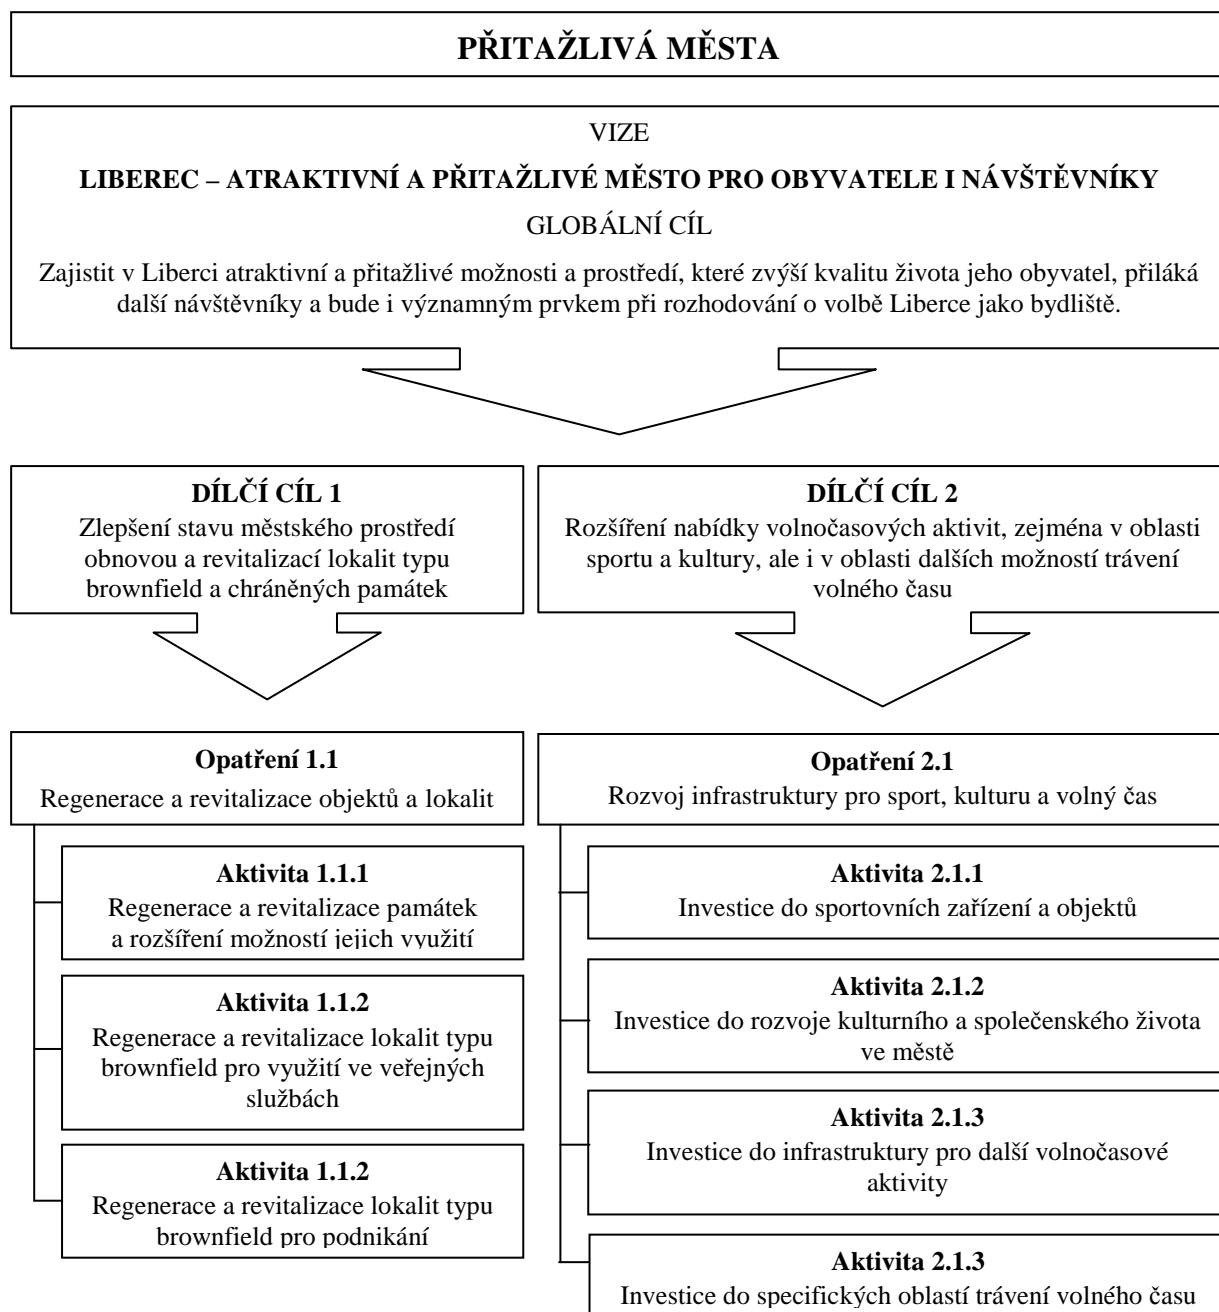 PŘITAŽLIVÁ MĚSTA
VIZE
LIBEREC – ATRAKTIVNÍ A PŘITAŽLIVÉ MĚSTO PRO OBYVATELE I NÁVŠTĚVNÍKY
GLOBÁLNÍ CÍL
Zajistit v Liberci atraktivní a přitažlivé možnosti a prostředí, které zvýší kvalitu života jeho obyvatel, přiláká
další návštěvníky a bude i významným prvkem při rozhodování o volbě Liberce jako bydliště.
DÍLČÍ CÍL 1
Zlepšení stavu městského prostředí
obnovou a revitalizací lokalit typu
brownfield a chráněných památek
DÍLČÍ CÍL 2
Rozšíření nabídky volnočasových aktivit, zejména v oblasti
sportu a kultury, ale i v oblasti dalších možností trávení
volného času
Opatření 1.1
Regenerace a revitalizace objektů a lokalit
Aktivita 1.1.1
Regenerace a revitalizace památek
a rozšíření možností jejich využití
Aktivita 1.1.2
Regenerace a revitalizace lokalit typu
brownfield pro využití ve veřejných
službách
Aktivita 1.1.2
Regenerace a revitalizace lokalit typu
brownfield pro podnikání
Opatření 2.1
Rozvoj infrastruktury pro sport, kulturu a volný čas
Aktivita 2.1.1
Investice do sportovních zařízení a objektů
Aktivita 2.1.2
Investice do rozvoje kulturního a společenského života
ve městě
Aktivita 2.1.3
Investice do infrastruktury pro další volnočasové
aktivity
Aktivita 2.1.3
Investice do specifických oblastí trávení volného času